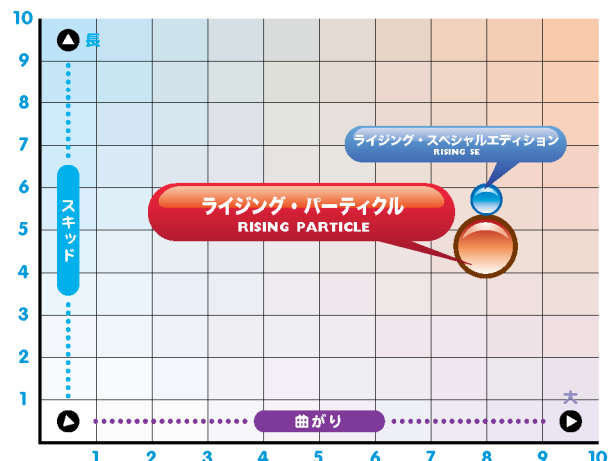 10
9
8
7
6
5
4
3
2
1
長
スキッド
ライジング・スペシャルエディション
RISING SE
ライジング・パーティクル
RISING PARTICLE
大
曲がり
1 2 3 4 5 6 7 8 9 10